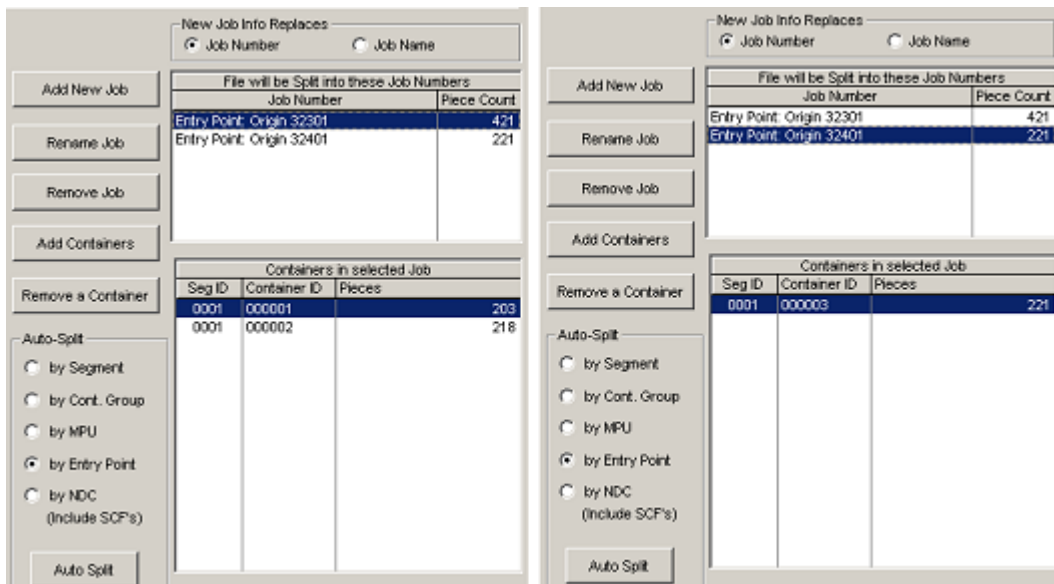 New Job Info Replaces
Job Number Job Name
Add New Job
Rename Job
Remove Job
Add Containers
Remove a Container
File will be Split into these Job Numbers
Job Number Piece Count
Entry Point: Origin 32301 421
Entry Point: Origin 32401 221
Containers in selected Job
Seg ID Container ID Pieces
0001 000001 203
0001 000002 218
Auto-Split
by Segment
by Cont. Group
by MPU
by Entry Point
by NDC
(Include SCF's)
Auto Split
New Job Info Replaces
Job Number Job Name
Add New Job
Rename Job
Remove Job
Add Containers
Remove a Container
File will be Split into these Job Numbers
Job Number Piece Count
Entry Point: Origin 32301 421
Entry Point: Origin 32401 221
Containers in selected Job
Seg ID Container ID Pieces
0001 000003 221
Auto-Split
by Segment
by Cont. Group
by MPU
by Entry Point
by NDC
(Include SCF's)
Auto Split